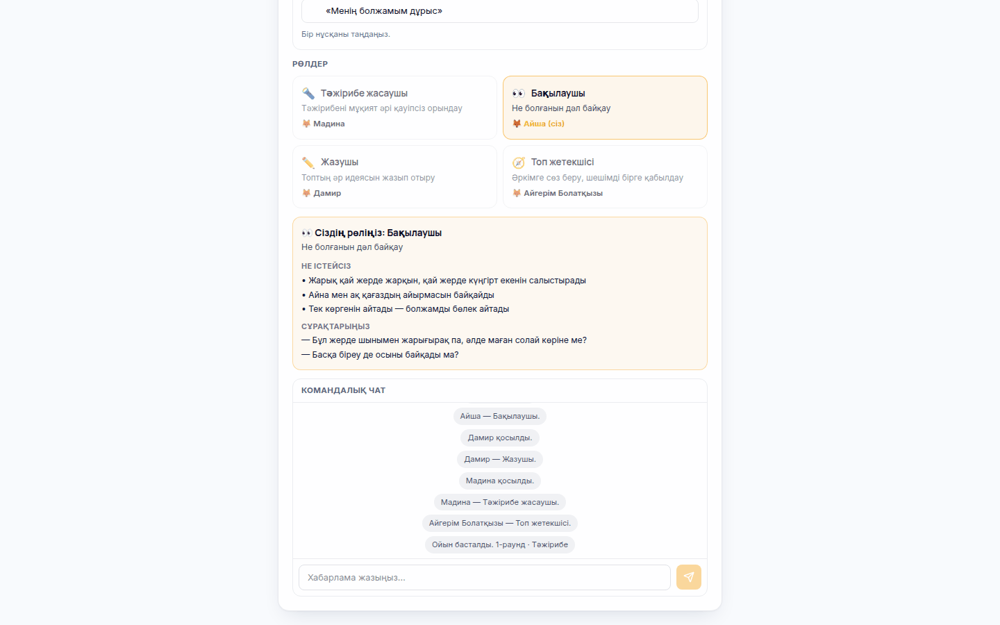 «Менің болжамым дұрыс»
Бір нұсқаны таңдаңыз.
РӨЛДЕР
Тәжірибе жасаушы
Тәжірибені мұқият әрі қауіпсіз орындау
Мадина
Бақылаушы
Не болғанын дәл байқау
Айша (сіз)
Жазушы
Топтың әр идеясын жазып отыру
Дамир
Топ жетекшісі
Әркімге сөз беру, шешімді бірге қабылдау
Айгерім Болатқызы
Сіздің рөліңіз: Бақылаушы
Не болғанын дәл байқау
НЕ ІСТЕЙСІЗ
• Жарық қай жерде жарқын, қай жерде күңгірт екенін салыстырады
• Айна мен ақ қағаздың айырмасын байқайды
• Тек көргенін айтады — болжамды бөлек айтады
СҰРАҚТАРЫҢЫЗ
— Бұл жерде шынымен жарығырақ па, әлде маған солай көріне ме?
— Басқа біреу де осыны байқады ма?
КОМАНДАЛЫҚ ЧАТ
Айша — Бақылаушы.
Дамир қосылды.
Дамир — Жазушы.
Мадина қосылды.
Мадина — Тәжірибе жасаушы.
Айгерім Болатқызы — Топ жетекшісі.
Ойын басталды. 1-раунд · Тәжірибе
Хабарлама жазыңыз...